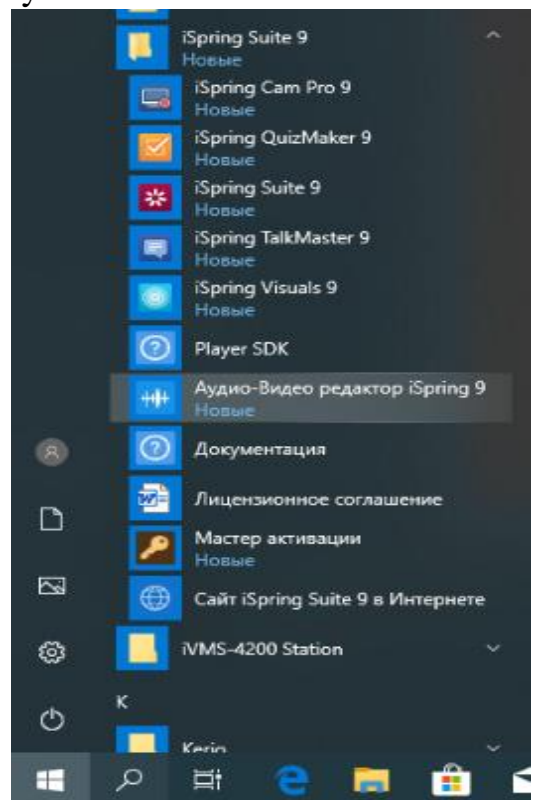 iSpring Suite 9
Новые
iSpring Cam Pro 9
Новые
iSpring QuizMaker 9
Новые
iSpring Suite 9
Новые
iSpring TalkMaster 9
Новые
iSpring Visuals 9
Новые
Player SDK
Аудио-Видео редактор iSpring 9
Новые
Документация
Лицензионное соглашение
Мастер активации
Новые
Сайт iSpring Suite 9 в Интернете
iVMS-4200 Station
K
Kerio